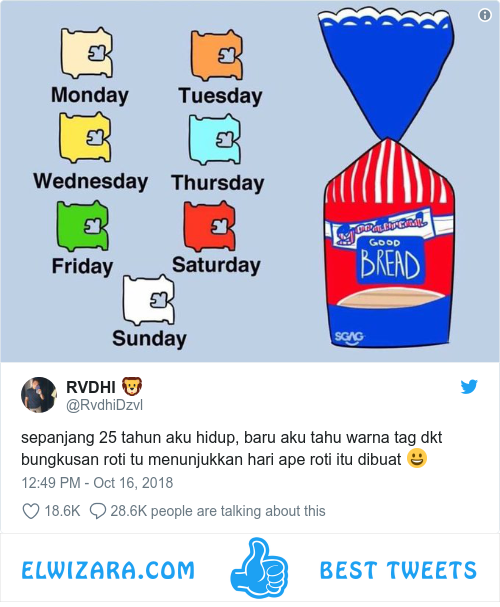 Monday Tuesday
Wednesday Thursday
Friday Saturday
Sunday
GOOD
BREAD
SGAG
RVDHI
@RvdhiDzvl
sepanjang 25 tahun aku hidup, baru aku tahu warna tag dkt
bungkusan roti tu menunjukkan hari ape roti itu dibuat
12:49 PM - Oct 16, 2018
18.6K 28.6K people are talking about this
ELWIZARA.COM BEST TWEETS